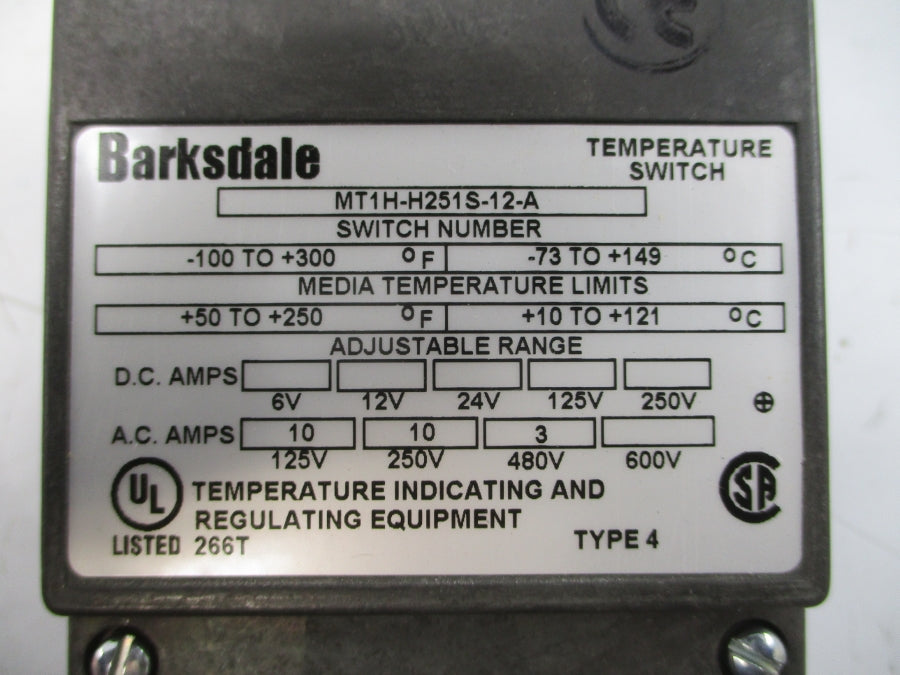 CE
Barksdale
TEMPERATURE
SWITCH
MT1H-H251S-12-A
SWITCH NUMBER
-100 TO +300 °F -73 TO +149 °C
MEDIA TEMPERATURE LIMITS
+50 TO +250 °F +10 TO +121 °C
ADJUSTABLE RANGE
D.C. AMPS
6V 12V 24V 125V 250V
A.C. AMPS 10 10 3
125V 250V 480V 600V
UL TEMPERATURE INDICATING AND
REGULATING EQUIPMENT
LISTED 266T TYPE 4
SA